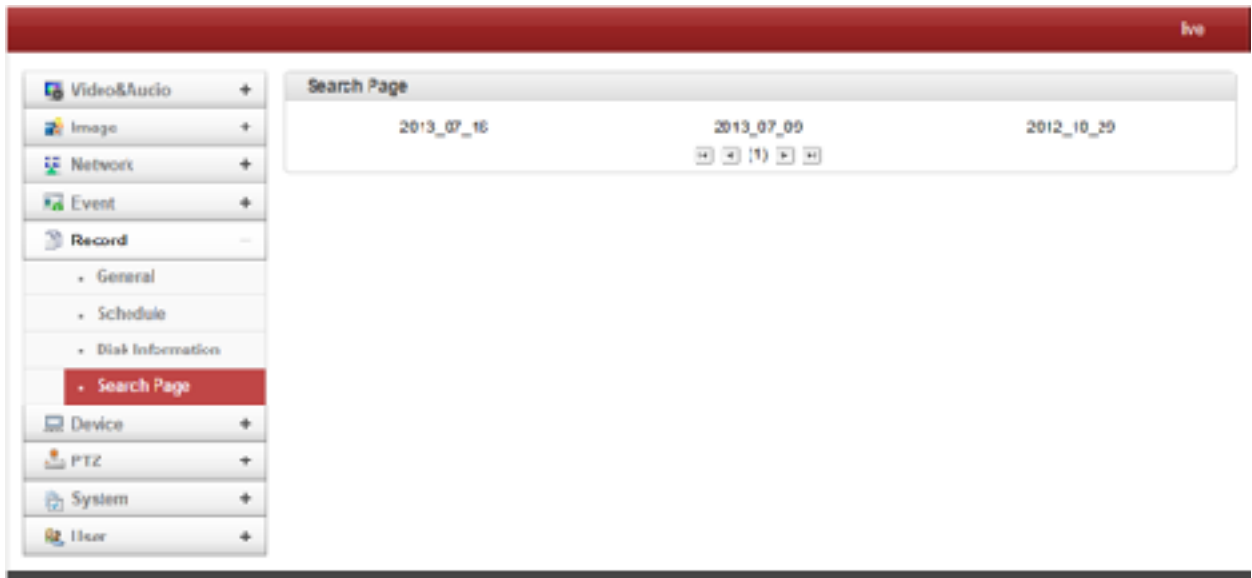 live
Video&Audio
Image
Network
Event
Record
General
Schedule
Disk Information
Search Page
Device
PTZ
System
User
Search Page
2013_07_16 2013_07_09 2012_10_29
(1)